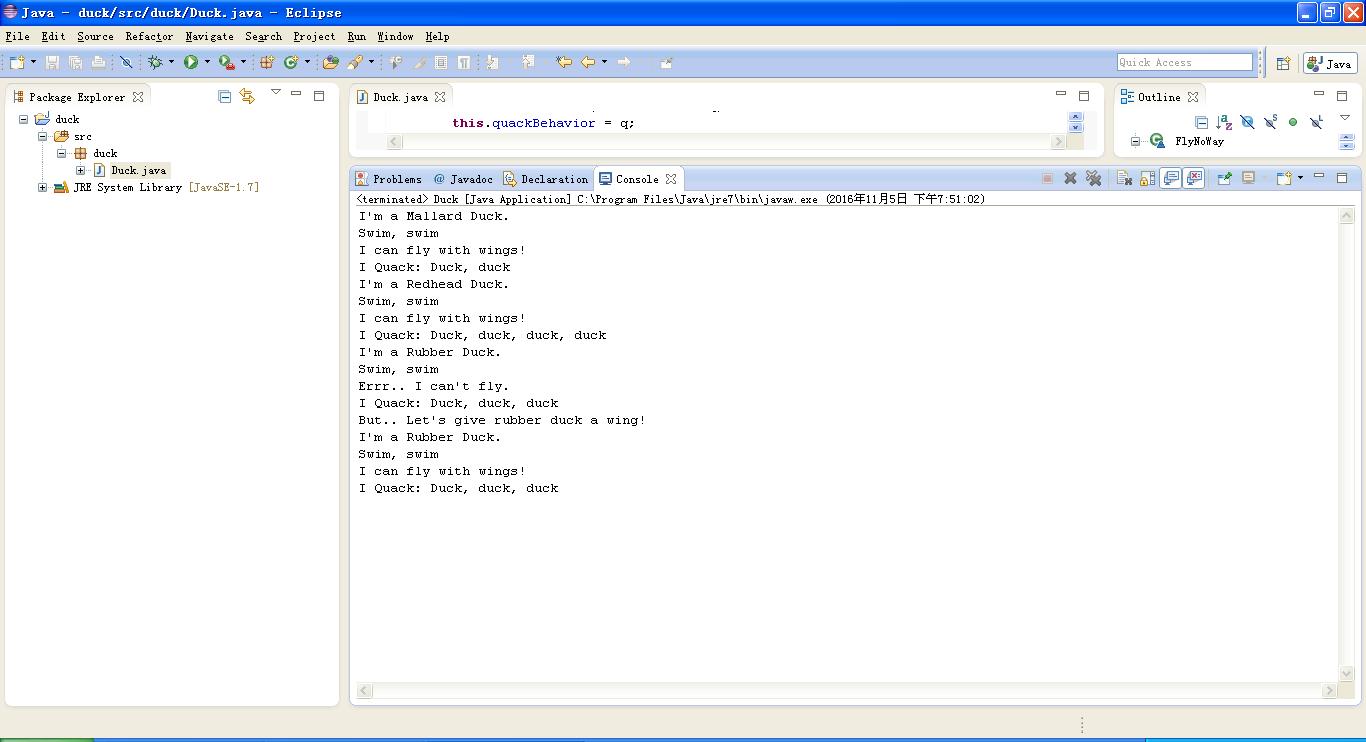 Java - duck/src/duck/Duck.java - Eclipse
File Edit Source Refactor Navigate Search Project Run Window Help
Quick Access
Java
Package Explorer
duck
src
duck
Duck.java
JRE System Library [JavaSE-1.7]
Duck.java
this.quackBehavior = q;
Outline
FlyNoWay
Problems @ Javadoc Declaration Console
<terminated> Duck [Java Application] C:\Program Files\Java\jre7\bin\javaw.exe (2016年11月5日 下午7:51:02)
I'm a Mallard Duck.
Swim, swim
I can fly with wings!
I Quack: Duck, duck
I'm a Redhead Duck.
Swim, swim
I can fly with wings!
I Quack: Duck, duck, duck, duck
I'm a Rubber Duck.
Swim, swim
Errr.. I can't fly.
I Quack: Duck, duck, duck
But.. Let's give rubber duck a wing!
I'm a Rubber Duck.
Swim, swim
I can fly with wings!
I Quack: Duck, duck, duck